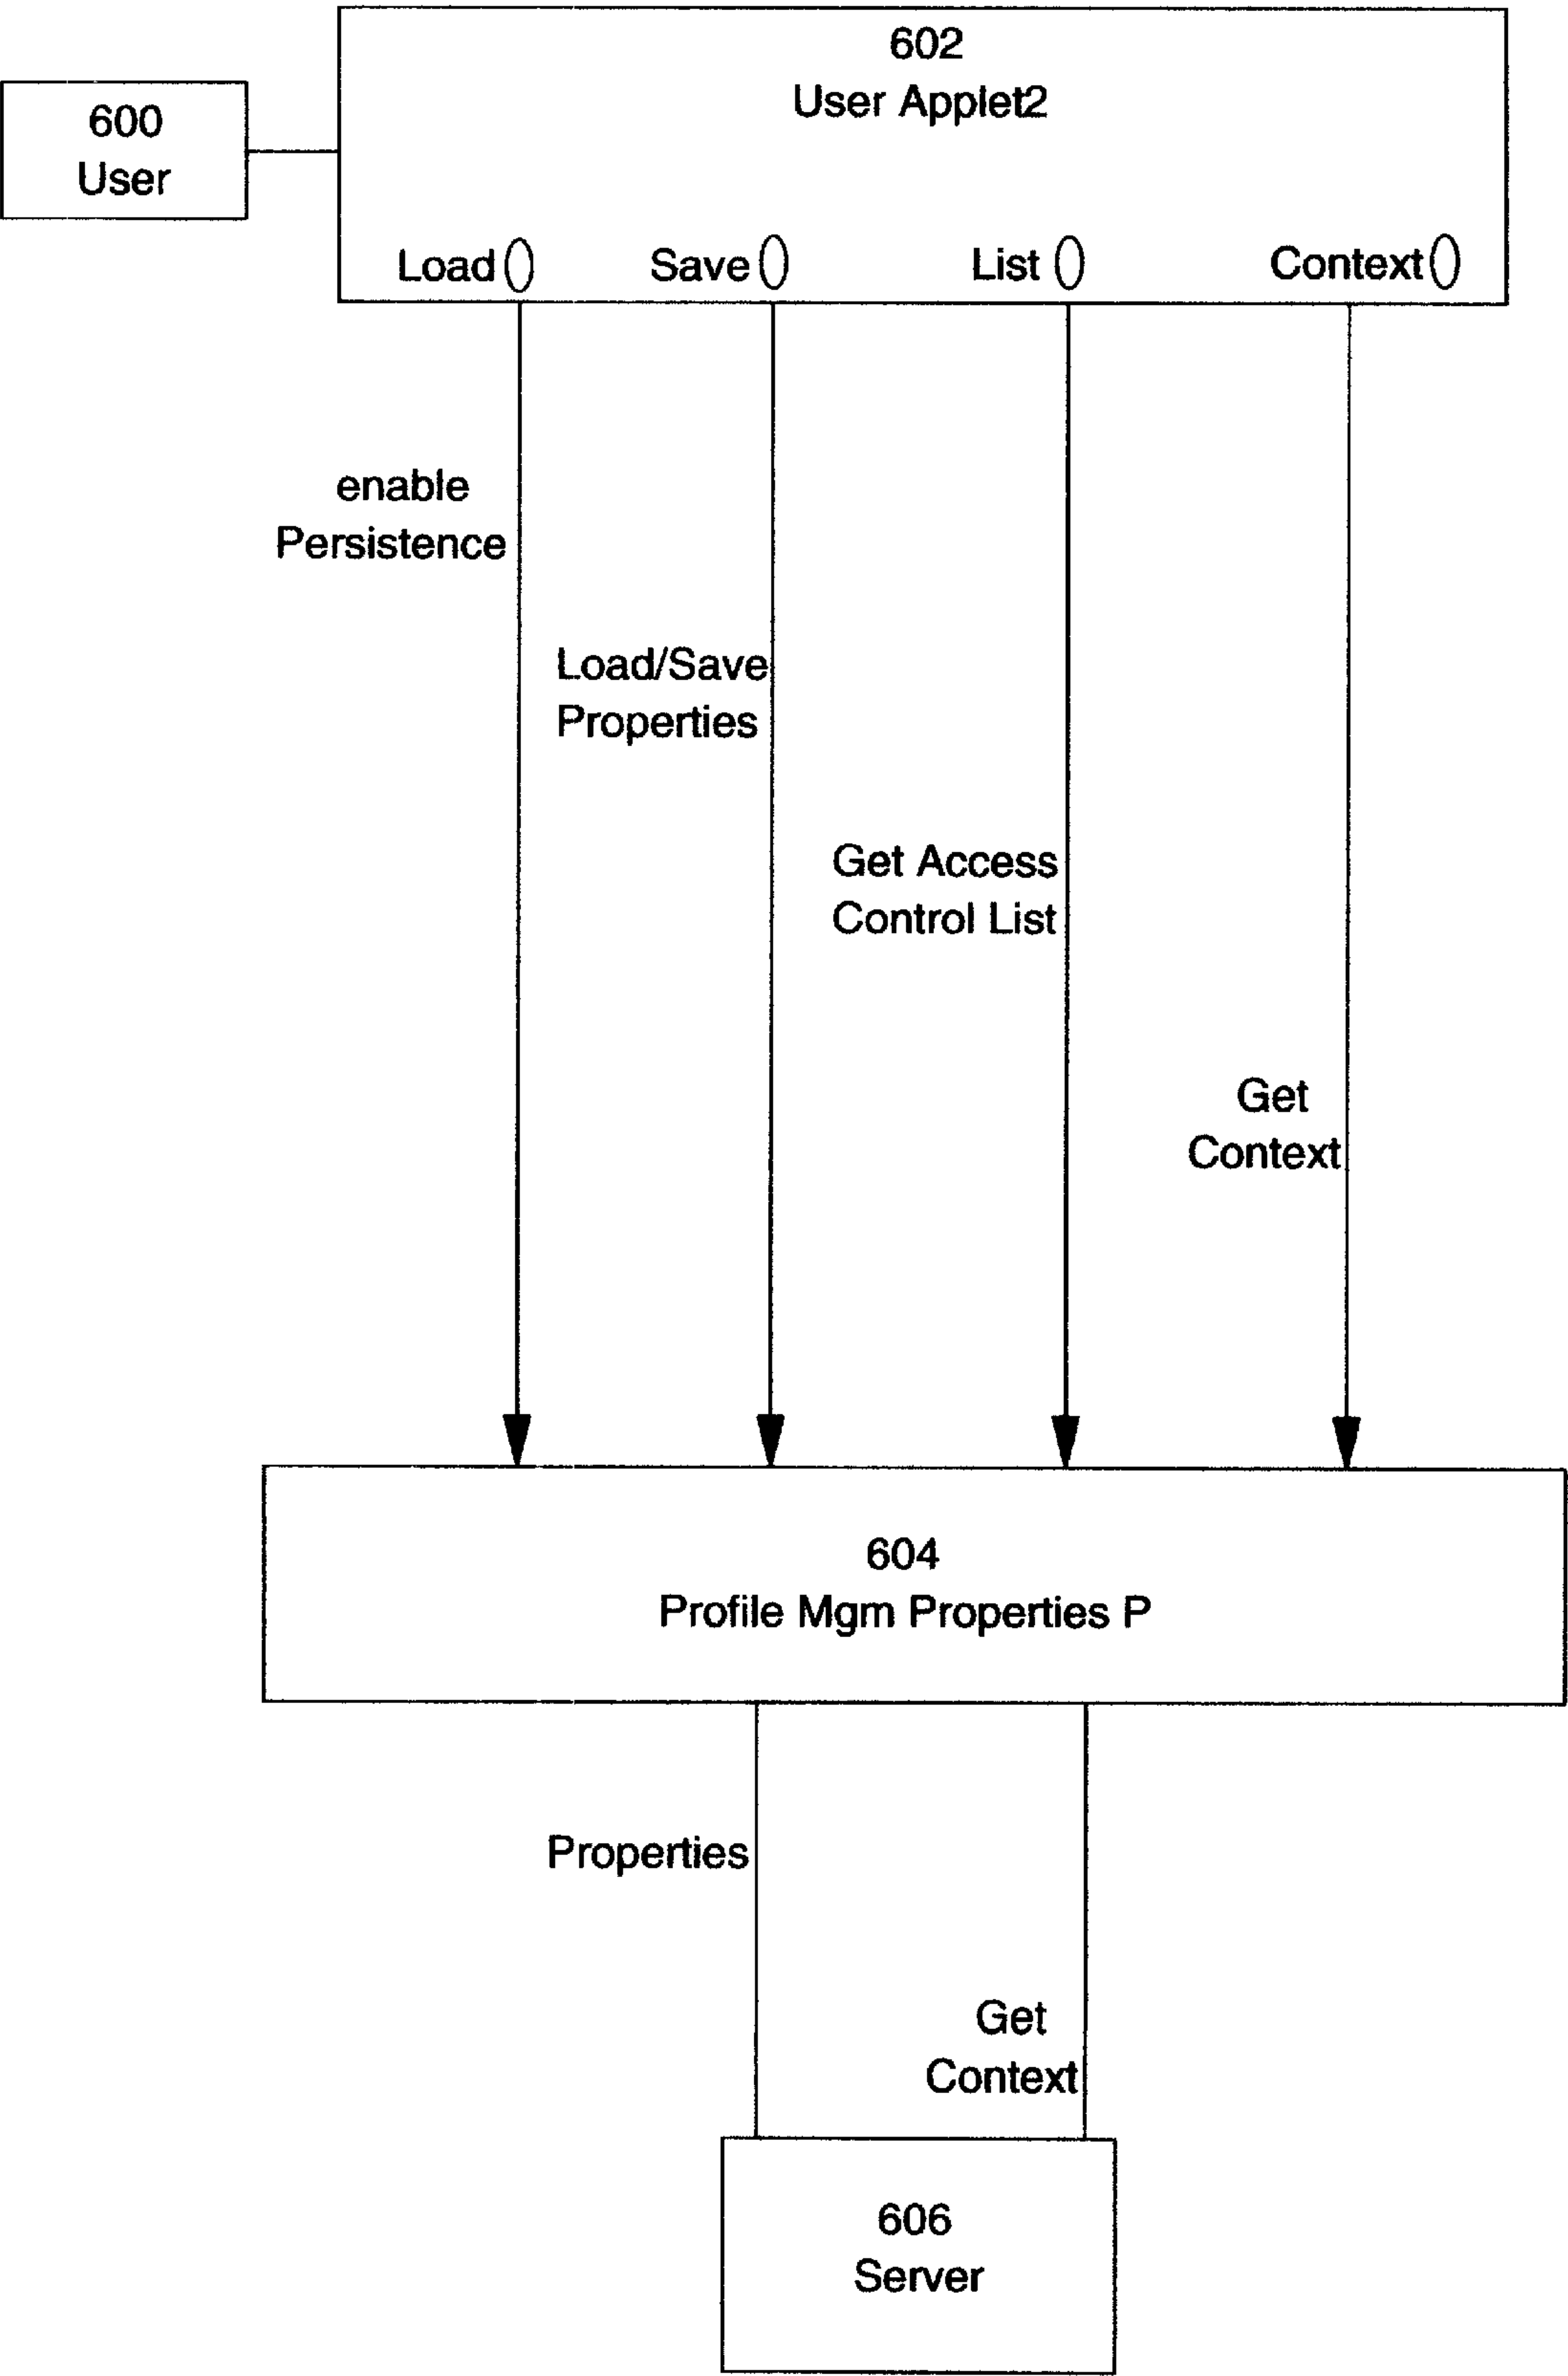 602
User Applet2
600
User
Load
Save
List
Context
enable
Persistence
Load/Save
Properties
Get Access
Control List
Get
Context
604
Profile Mgm Properties P
Properties
Get
Context
606
Server